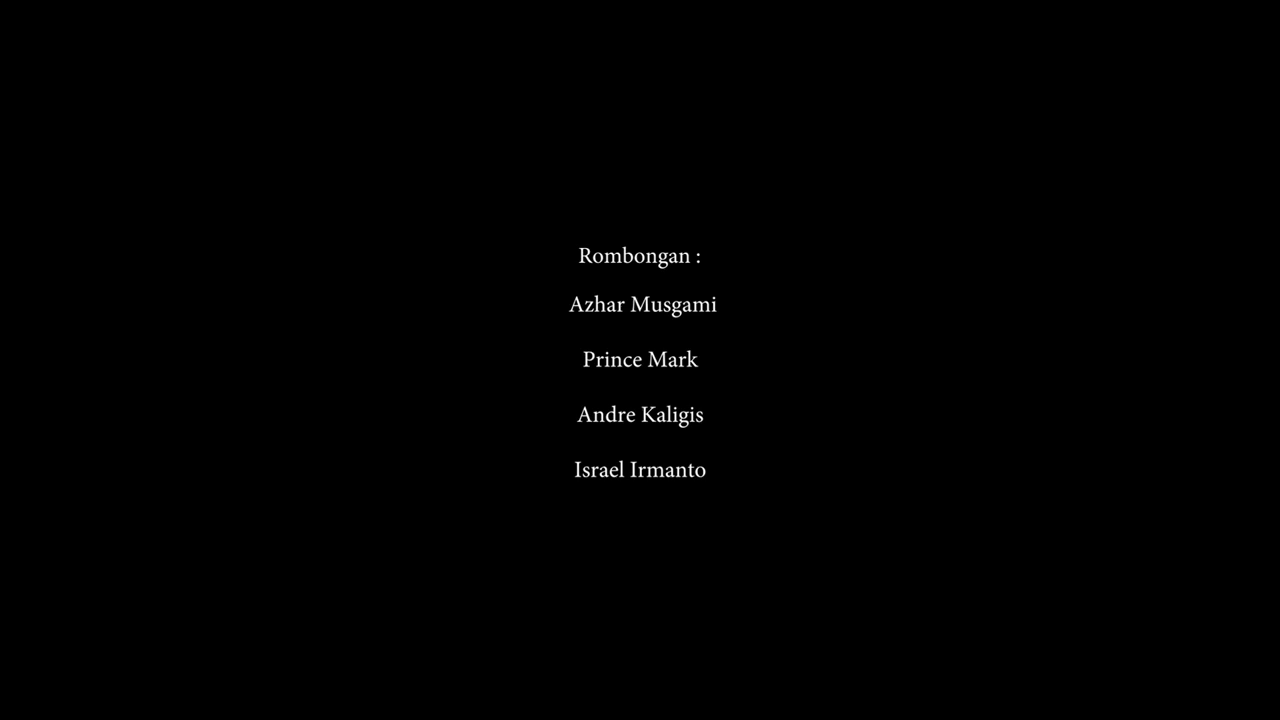 Rombongan :
Azhar Musgami
Prince Mark
Andre Kaligis
Israel Irmanto